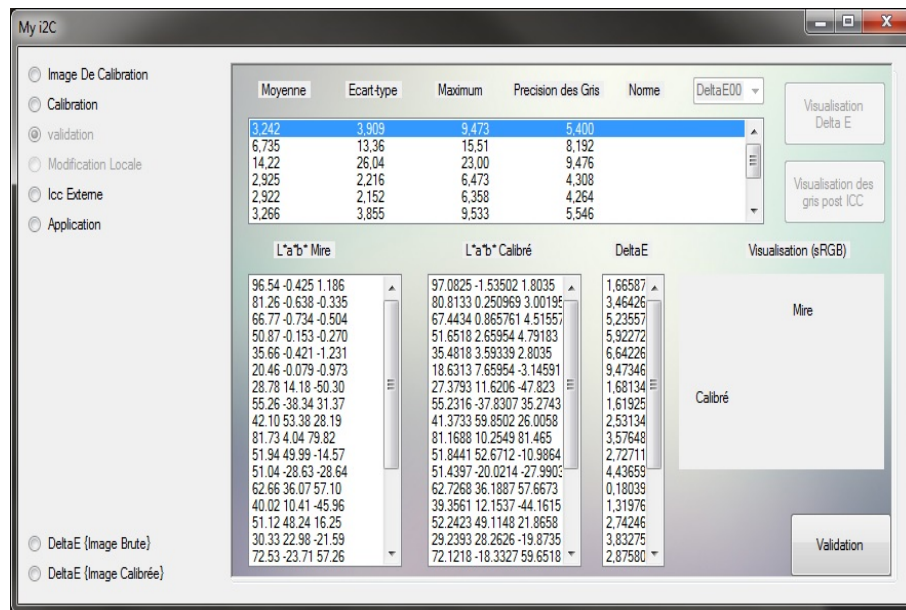 My i2C
Image De Calibration
Calibration
validation
Modification Locale
Icc Externe
Application
DeltaE {Image Brute}
DeltaE {Image Calibrée}
Moyenne Ecart-type Maximum Precision des Gris Norme DeltaE00
Visualisation
Delta E
3,242 3,909 9,473 5,400
6,735 13,36 15,51 8,192
14,22 26,04 23,00 9,476
2,925 2,216 6,473 4,308
2,922 2,152 6,358 4,264
3,266 3,855 9,533 5,546
Visualisation des
gris post ICC
L*a*b* Mire L*a*b* Calibré DeltaE Visualisation (sRGB)
96.54 -0.425 1.186 97.0825 -1.53502 1.8035 1,66587
81.26 -0.638 -0.335 80.8133 0.250969 3.00195 3,46426
66.77 -0.734 -0.504 67.4434 0.865761 4.51557 5,23557
50.87 -0.153 -0.270 51.6518 2.65954 4.79183 5,92272
35.66 -0.421 -1.231 35.4818 3.59339 2.8035 6,64226
20.46 -0.079 -0.973 18.6313 7.65954 -3.14591 9,47346
28.78 14.18 -50.30 27.3793 11.6206 -47.823 1,68134
55.26 -38.34 31.37 55.2316 -37.8307 35.2743 1,61925
42.10 53.38 28.19 41.3733 59.8502 26.0058 2,53134
81.73 4.04 79.82 81.1688 10.2549 81.465 3,57648
51.94 49.99 -14.57 51.8441 52.6712 -10.9864 2,72711
51.04 -28.63 -28.64 51.4397 -20.0214 -27.9903 4,43659
62.66 36.07 57.10 62.7268 36.1887 57.6673 0,18039
40.02 10.41 -45.96 39.3561 12.1537 -44.1615 1,31976
51.12 48.24 16.25 52.2423 49.1148 21.8658 2,74246
30.33 22.98 -21.59 29.2393 28.2626 -19.8735 3,83275
72.53 -23.71 57.26 72.1218 -18.3327 59.6518 2,87580
Mire
Calibré
Validation